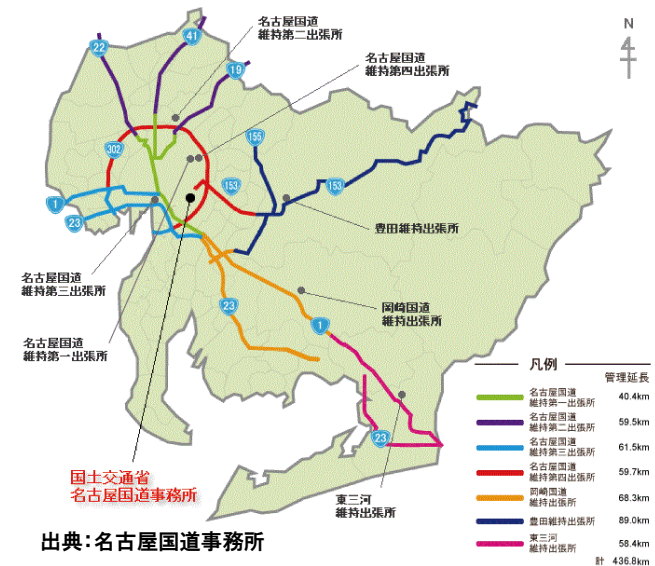 名古屋国道
維持第二出張所
N
22
41
19
名古屋国道
維持第四出張所
302
155
153
153
1
23
豊田維持出張所
名古屋国道
維持第三出張所
岡崎国道
維持出張所
23
1
名古屋国道
維持第一出張所
凡例
管理延長
名古屋国道
維持第一出張所 40.4km
名古屋国道
維持第二出張所 59.5km
名古屋国道
維持第三出張所 61.5km
名古屋国道
維持第四出張所 59.7km
岡崎国道
維持出張所 68.3km
豊田維持出張所 89.0km
東三河
維持出張所 58.4km
計 436.8km
23
国土交通省
名古屋国道事務所
東三河
維持出張所
出典：名古屋国道事務所